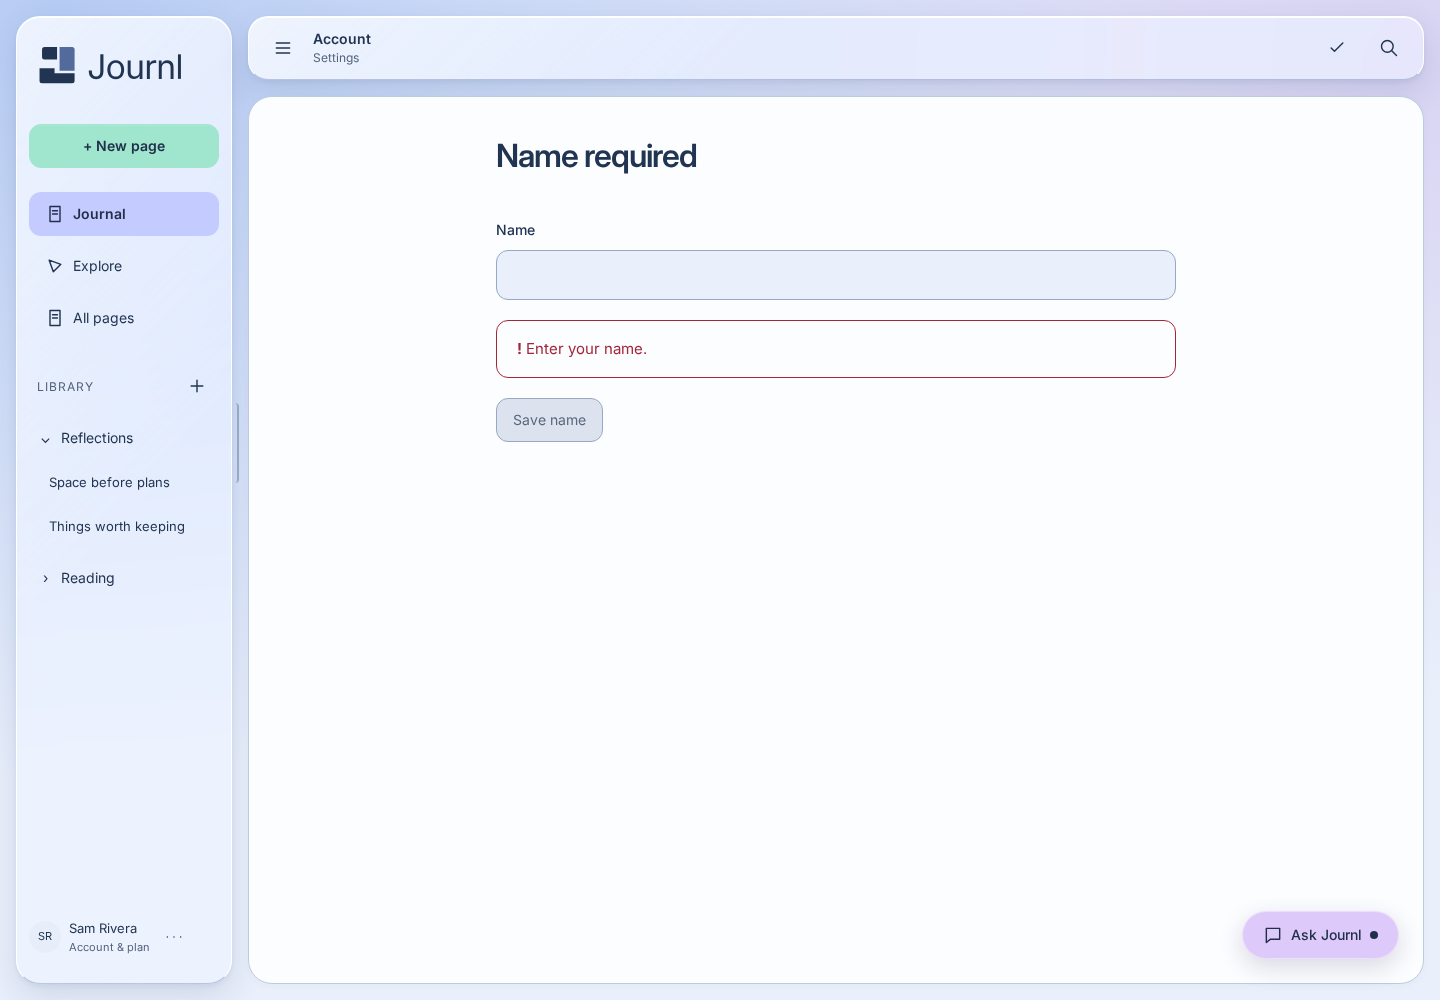 Journl
+ New page
Journal
Explore
All pages
LIBRARY
Reflections
Space before plans
Things worth keeping
Reading
SR
Sam Rivera
Account & plan
...
Account
Settings
Name required
Name
! Enter your name.
Save name
Ask Journl